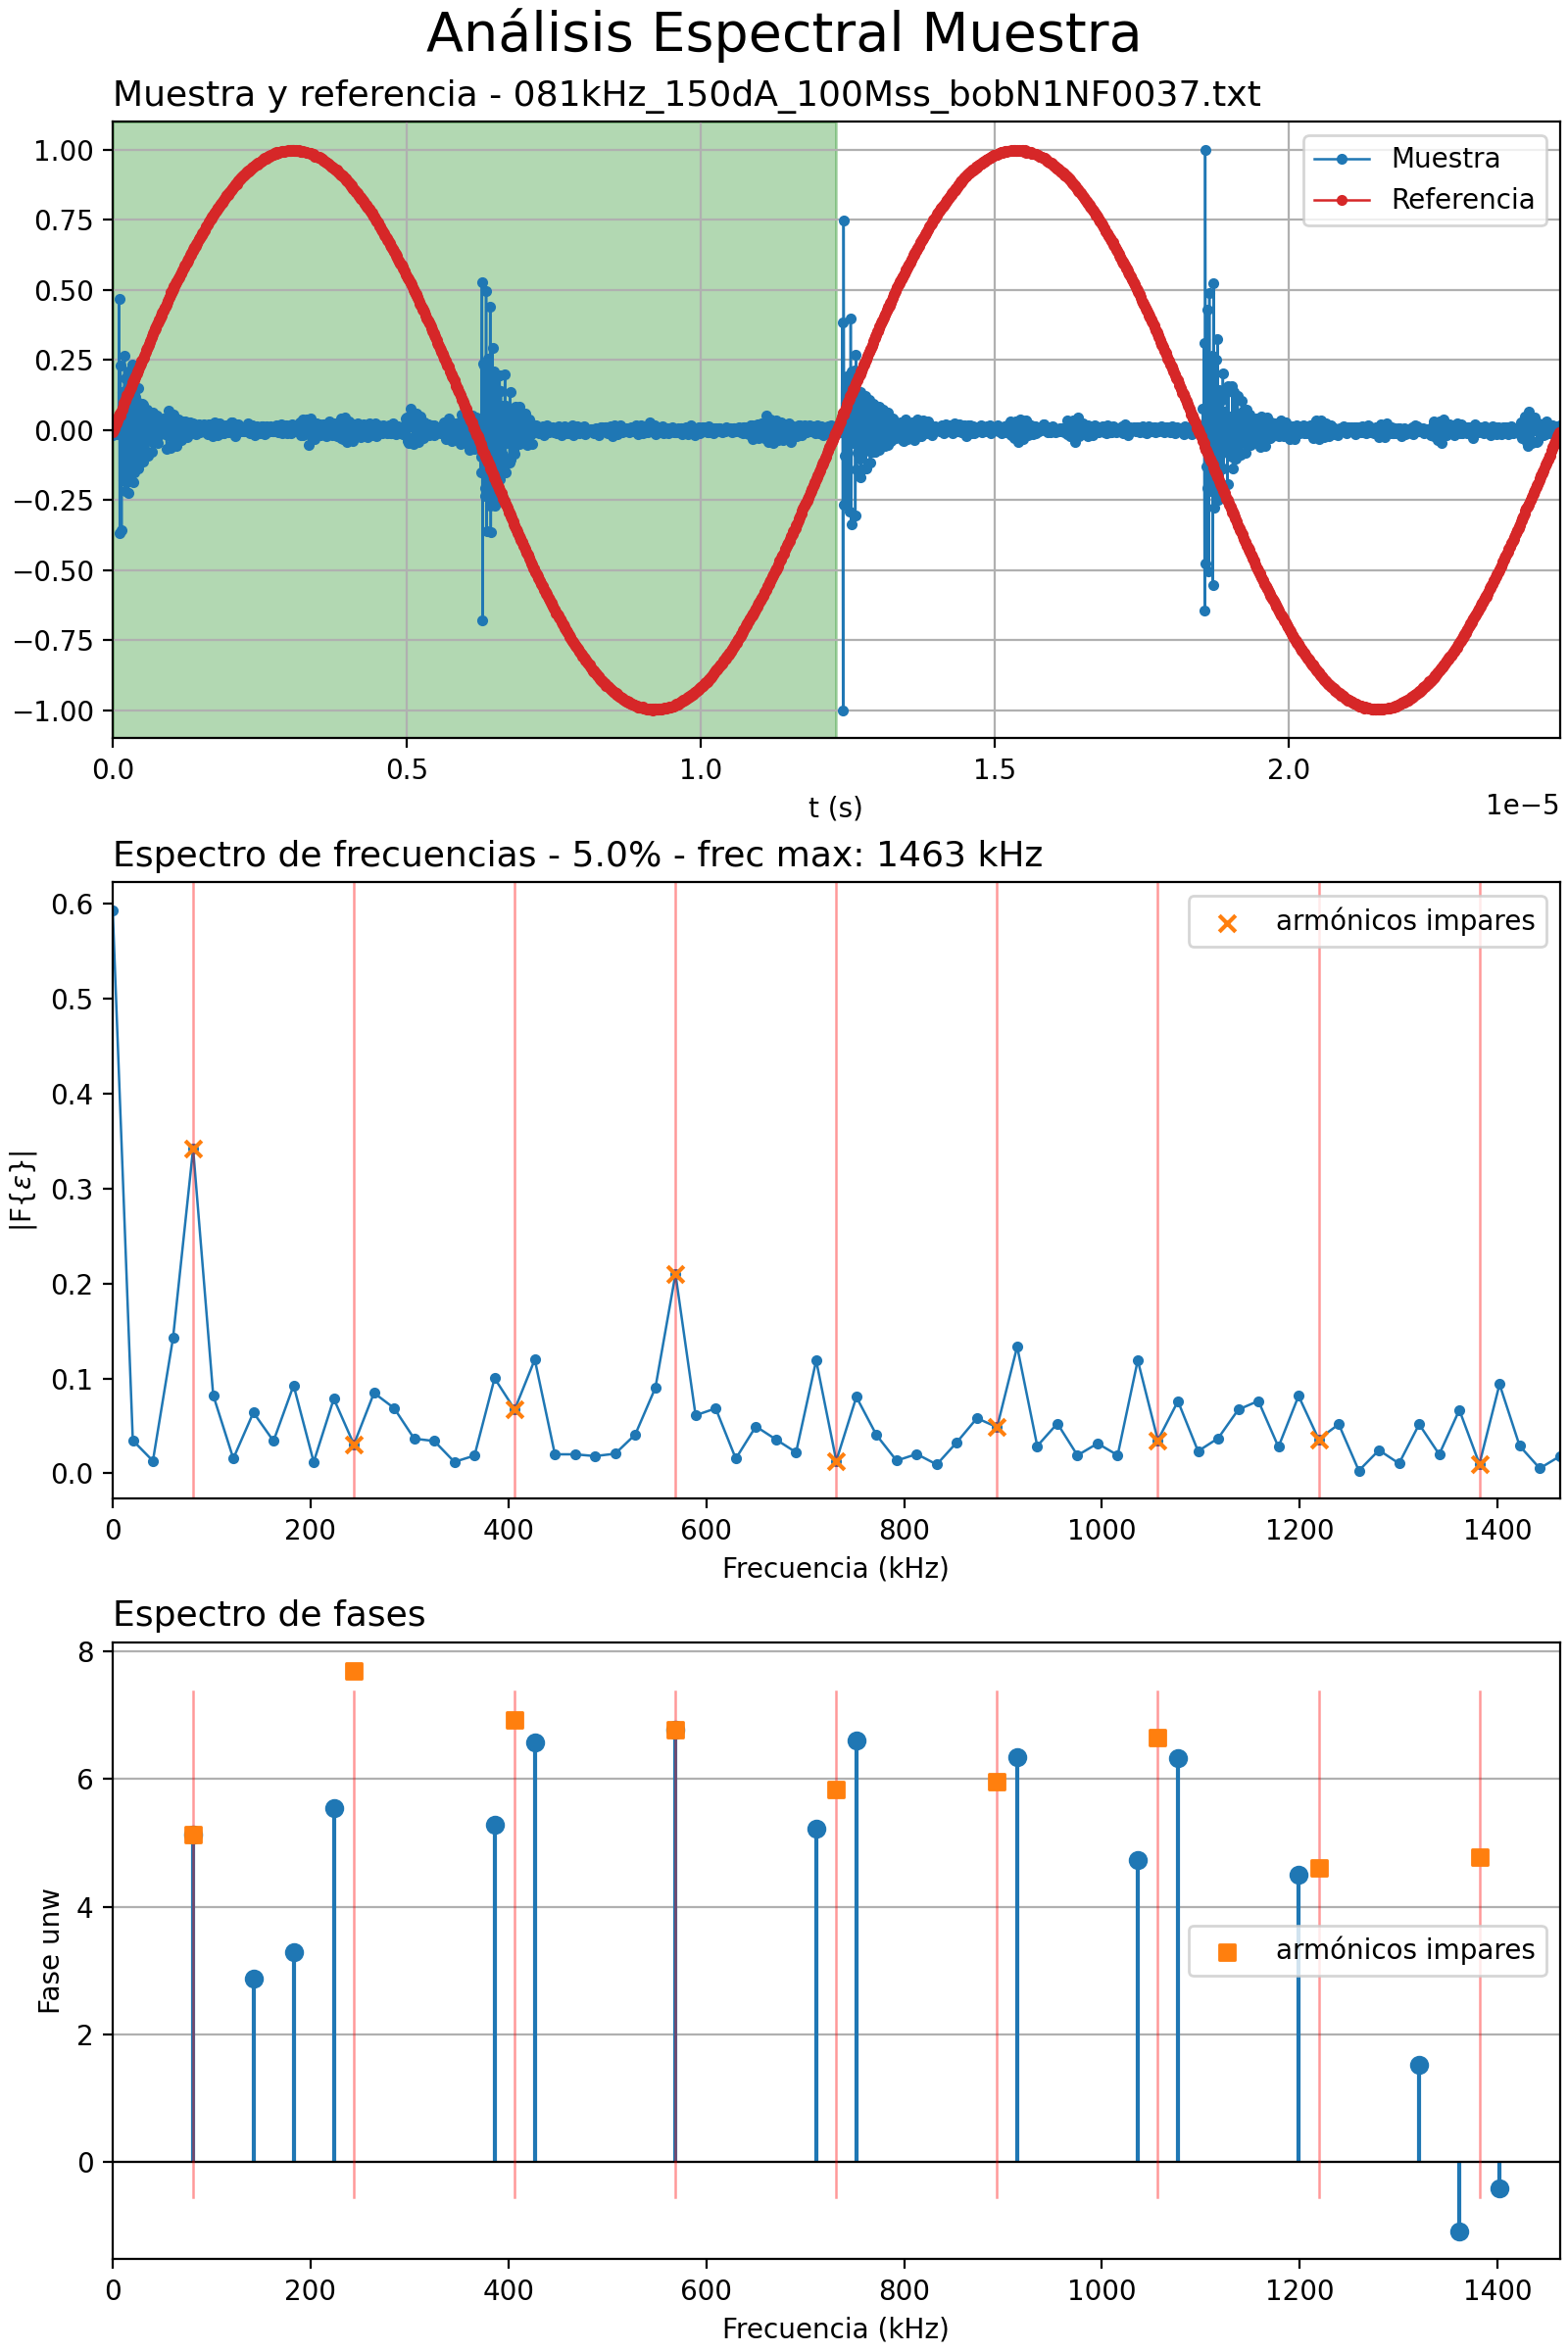 Análisis Espectral Muestra
Muestra y referencia - 081kHz_150dA_100Mss_bobN1NF0037.txt
1.00
0.75
0.50
0.25
0.00
−0.25
−0.50
−0.75
−1.00
Muestra
Referencia
0.0 0.5 1.0 1.5 2.0
t (s)
1e−5
Espectro de frecuencias - 5.0% - frec max: 1463 kHz
0.6
0.5
0.4
0.3
0.2
0.1
0.0
|F{ε}|
armónicos impares
0 200 400 600 800 1000 1200 1400
Frecuencia (kHz)
Espectro de fases
8
6
4
2
0
Fase unw
armónicos impares
0 200 400 600 800 1000 1200 1400
Frecuencia (kHz)